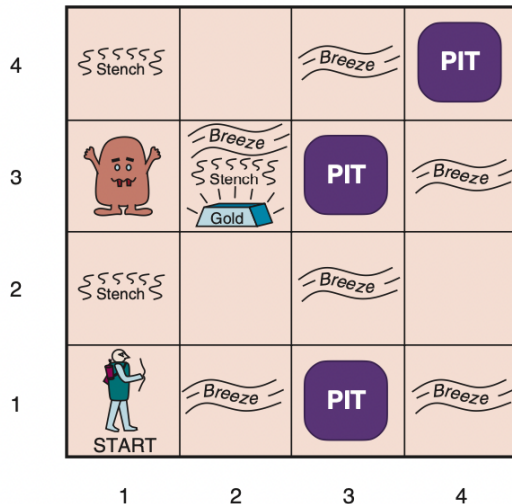 4
Stench
Breeze
PIT
3
Breeze
Stench
Gold
PIT
Breeze
2
Stench
Breeze
1
START
Breeze
PIT
Breeze
1 2 3 4